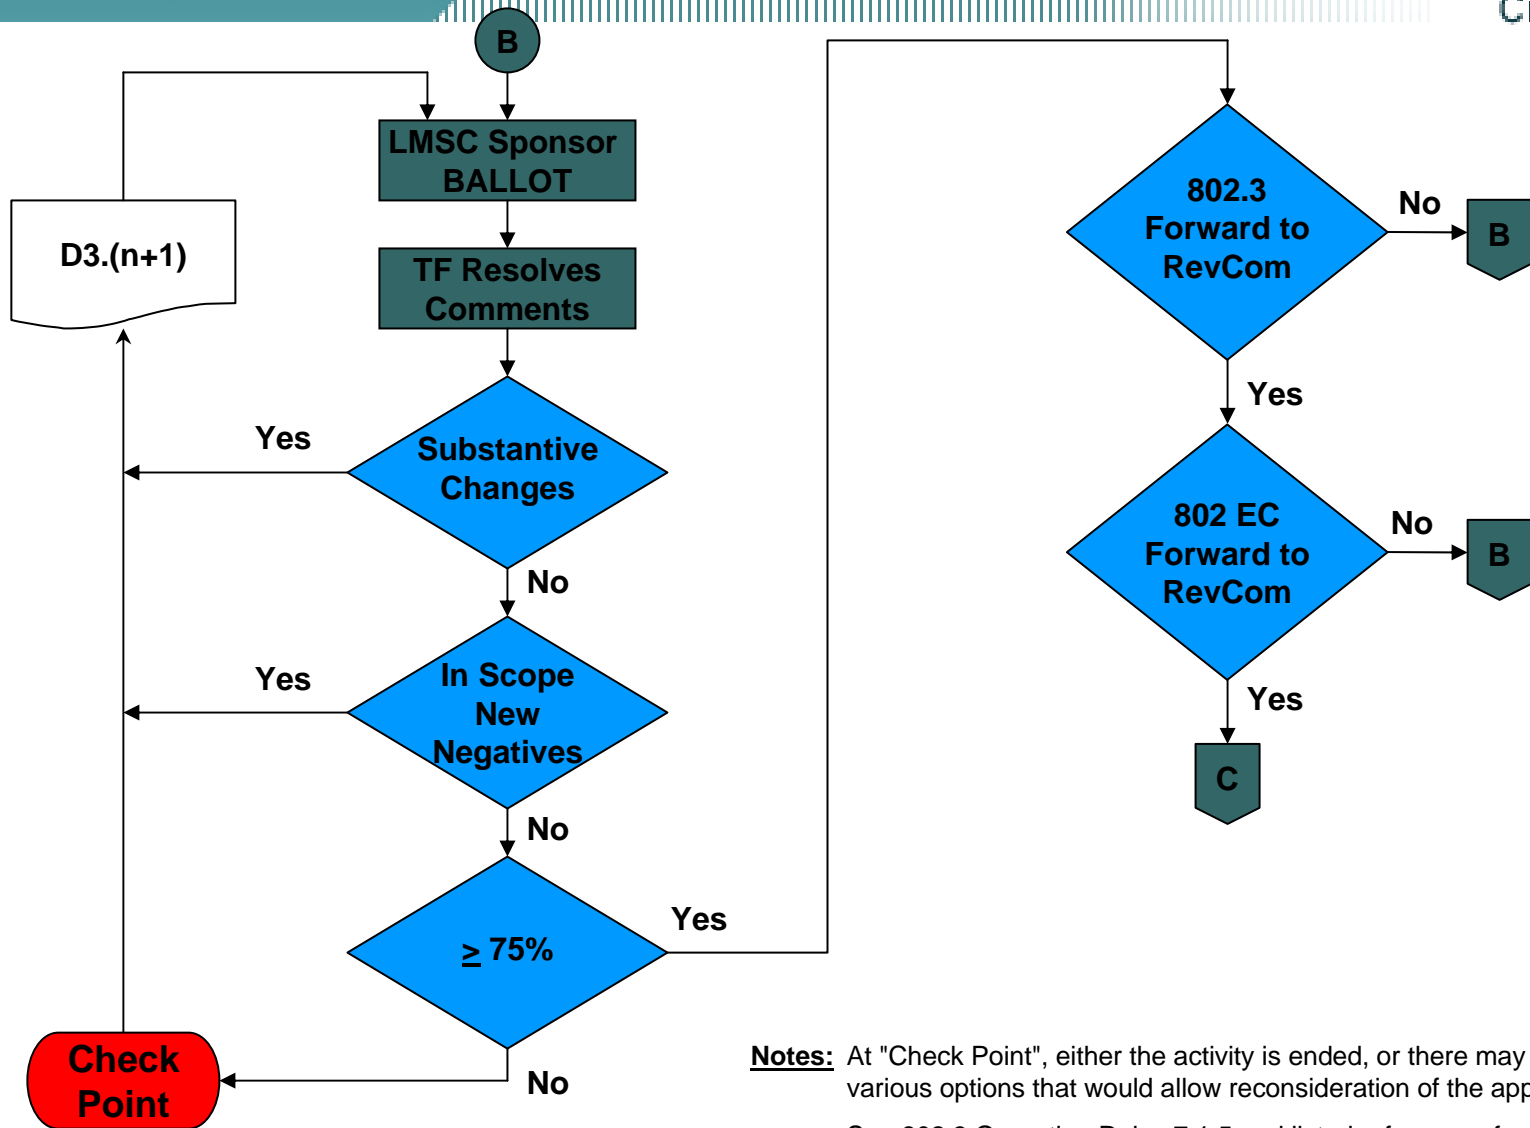 B
LMSC Sponsor
BALLOT
D3.(n+1)
TF Resolves
Comments
Yes
Substantive
Changes
No
Yes
In Scope
New
Negatives
No
Yes
≥ 75%
No
Check
Point
802.3
Forward to
RevCom
No
B
Yes
802 EC
Forward to
RevCom
No
B
Yes
C
Notes: At "Check Point", either the activity is ended, or there may
various options that would allow reconsideration of the app